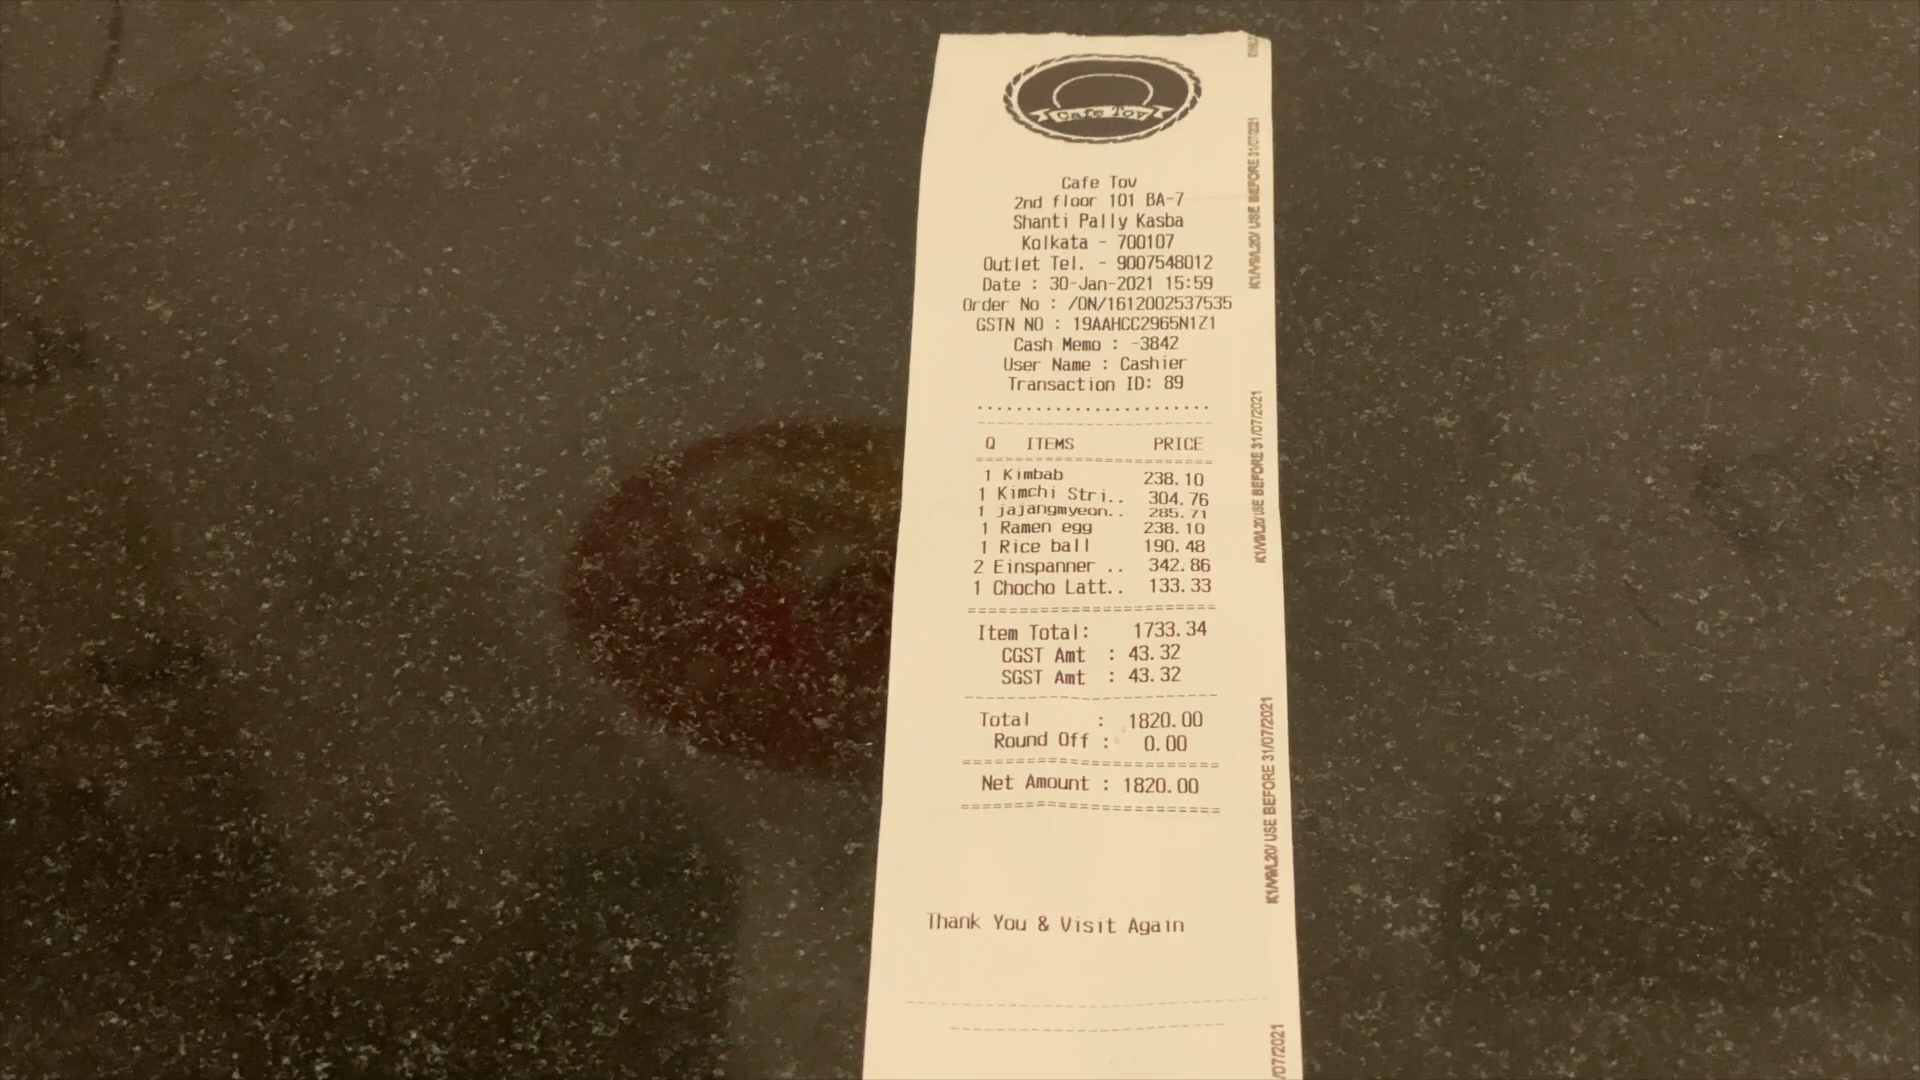 Cafe Tov
Cafe Tov
2nd floor 101 BA-7
Shanti Pally Kasba
Kolkata - 700107
Outlet Tel. - 9007548012
Date : 30-Jan-2021 15:59
Order No : /ON/1612002537535
GSTN NO : 19AAHCC2965N1Z1
Cash Memo : -3842
User Name : Cashier
Transaction ID: 89
Q ITEMS PRICE
1 Kimbab 238.10
1 Kimchi Stri.. 304.76
1 jajangmyeon.. 285.71
1 Ramen egg 238.10
1 Rice ball 190.48
2 Einspanner .. 342.86
1 Chocho Latt.. 133.33
Item Total: 1733.34
CGST Amt : 43.32
SGST Amt : 43.32
Total : 1820.00
Round Off : 0.00
Net Amount : 1820.00
Thank You & Visit Again
USE BEFORE 31/07/2021
USE BEFORE 31/07/2021
USE BEFORE 31/07/2021
/07/2021